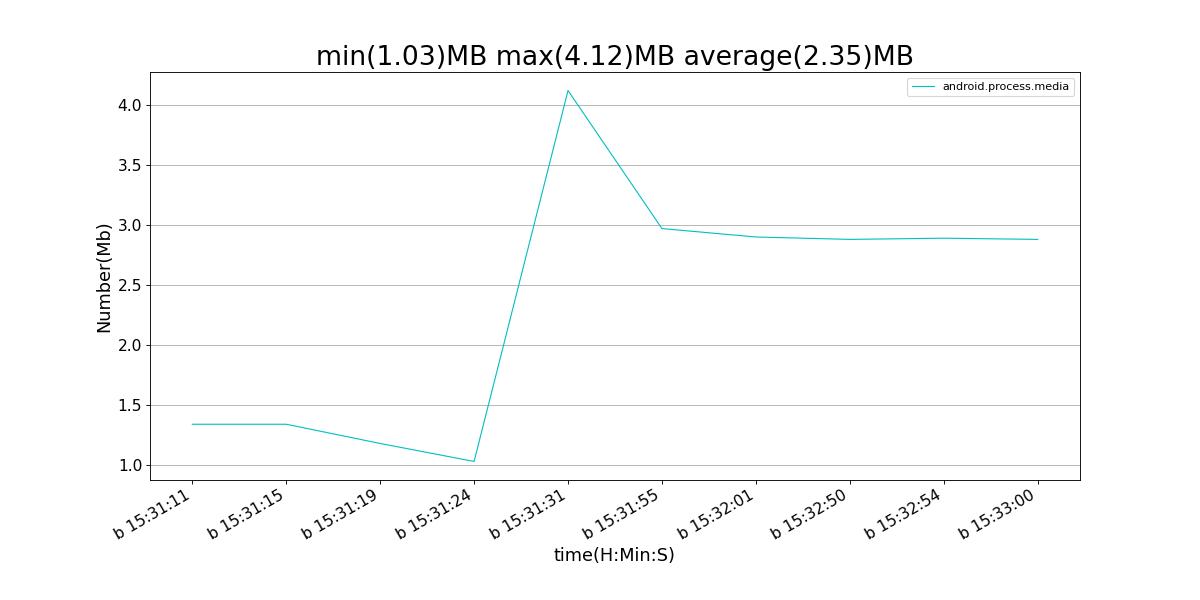 min(1.03)MB max(4.12)MB average(2.35)MB
android.process.media
4.0
3.5
3.0
2.5
2.0
1.5
1.0
Number(Mb)
b 15:31:11
b 15:31:15
b 15:31:19
b 15:31:24
b 15:31:31
b 15:31:55
b 15:32:01
b 15:32:50
b 15:32:54
b 15:33:00
time(H:Min:S)